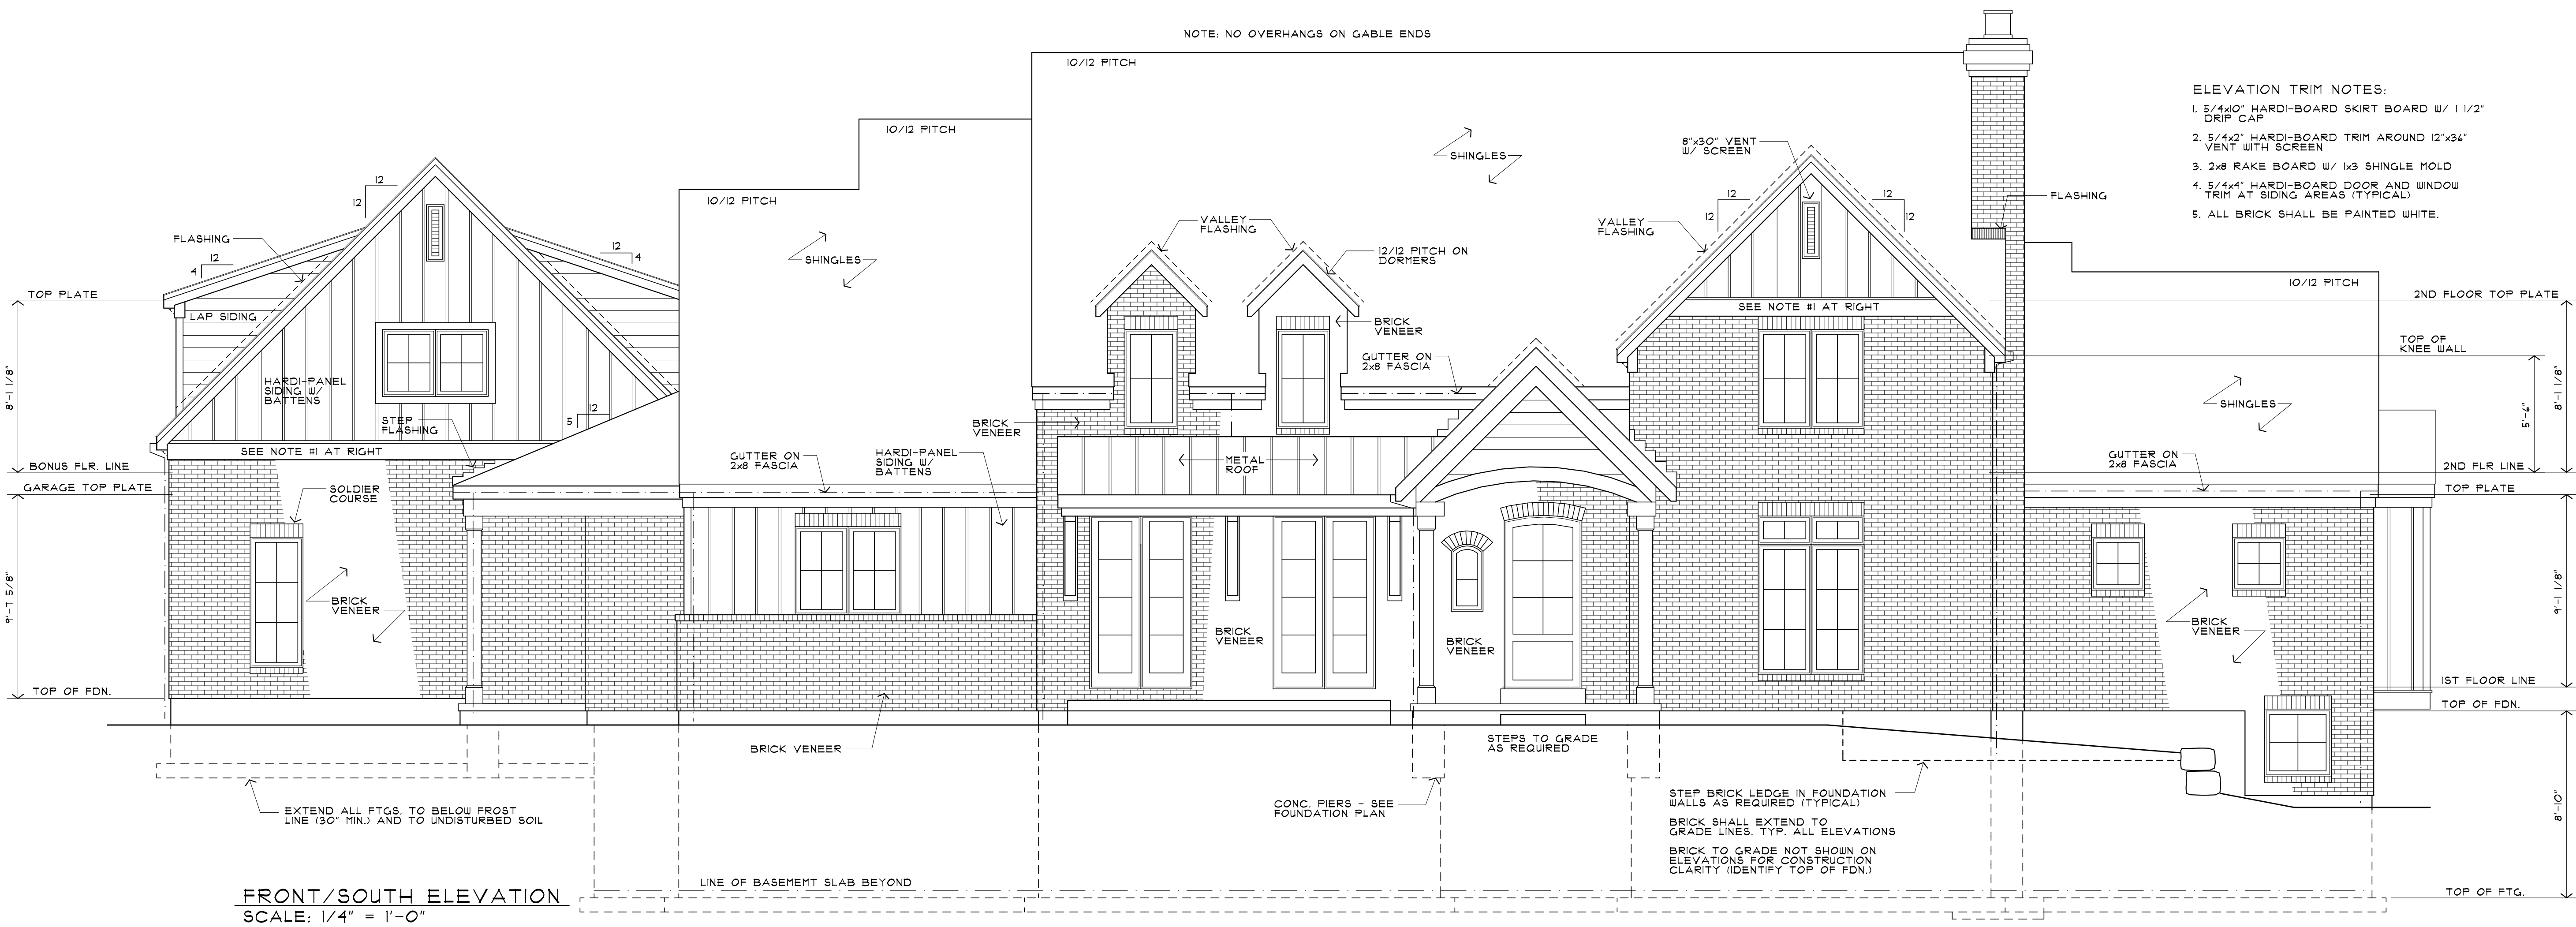 NOTE: NO OVERHANGS ON GABLE ENDS
10/12 PITCH
10/12 PITCH
10/12 PITCH
10/12 PITCH
ELEVATION TRIM NOTES:
1. 5/4x10" HARDI-BOARD SKIRT BOARD W/ 1 1/2"
DRIP CAP
2. 5/4x2" HARDI-BOARD TRIM AROUND 12"x36"
VENT WITH SCREEN
3. 2x8 RAKE BOARD W/ 1x3 SHINGLE MOLD
4. 5/4x4" HARDI-BOARD DOOR AND WINDOW
TRIM AT SIDING AREAS (TYPICAL)
5. ALL BRICK SHALL BE PAINTED WHITE.
SHINGLES
8"x30" VENT
W/ SCREEN
FLASHING
12
12
12
12
12
12
VALLEY
FLASHING
VALLEY
FLASHING
12/12 PITCH ON
DORMERS
FLASHING
12
4
12
4
SHINGLES
TOP PLATE
LAP SIDING
SEE NOTE #1 AT RIGHT
2ND FLOOR TOP PLATE
BRICK
VENEER
TOP OF
KNEE WALL
GUTTER ON
2x8 FASCIA
8'-1 1/8"
HARDI-PANEL
SIDING W/
BATTENS
8'-1 1/8"
5'-6"
SHINGLES
STEP
FLASHING
12
5
BRICK
VENEER
SEE NOTE #1 AT RIGHT
GUTTER ON
2x8 FASCIA
HARDI-PANEL
SIDING W/
BATTENS
METAL
ROOF
GUTTER ON
2x8 FASCIA
BONUS FLR. LINE
2ND FLR LINE
GARAGE TOP PLATE
SOLDIER
COURSE
TOP PLATE
9'-7 5/8"
BRICK
VENEER
9'-1 1/8"
BRICK
VENEER
BRICK
VENEER
BRICK
VENEER
1ST FLOOR LINE
TOP OF FDN.
TOP OF FDN.
BRICK VENEER
STEPS TO GRADE
AS REQUIRED
EXTEND ALL FTGS. TO BELOW FROST
LINE (30" MIN.) AND TO UNDISTURBED SOIL
CONC. PIERS - SEE
FOUNDATION PLAN
STEP BRICK LEDGE IN FOUNDATION
WALLS AS REQUIRED (TYPICAL)
BRICK SHALL EXTEND TO
GRADE LINES. TYP. ALL ELEVATIONS
BRICK TO GRADE NOT SHOWN ON
ELEVATIONS FOR CONSTRUCTION
CLARITY (IDENTIFY TOP OF FDN.)
8'-10"
LINE OF BASEMEMT SLAB BEYOND
TOP OF FTG.
FRONT/SOUTH ELEVATION
SCALE: 1/4" = 1'-0"